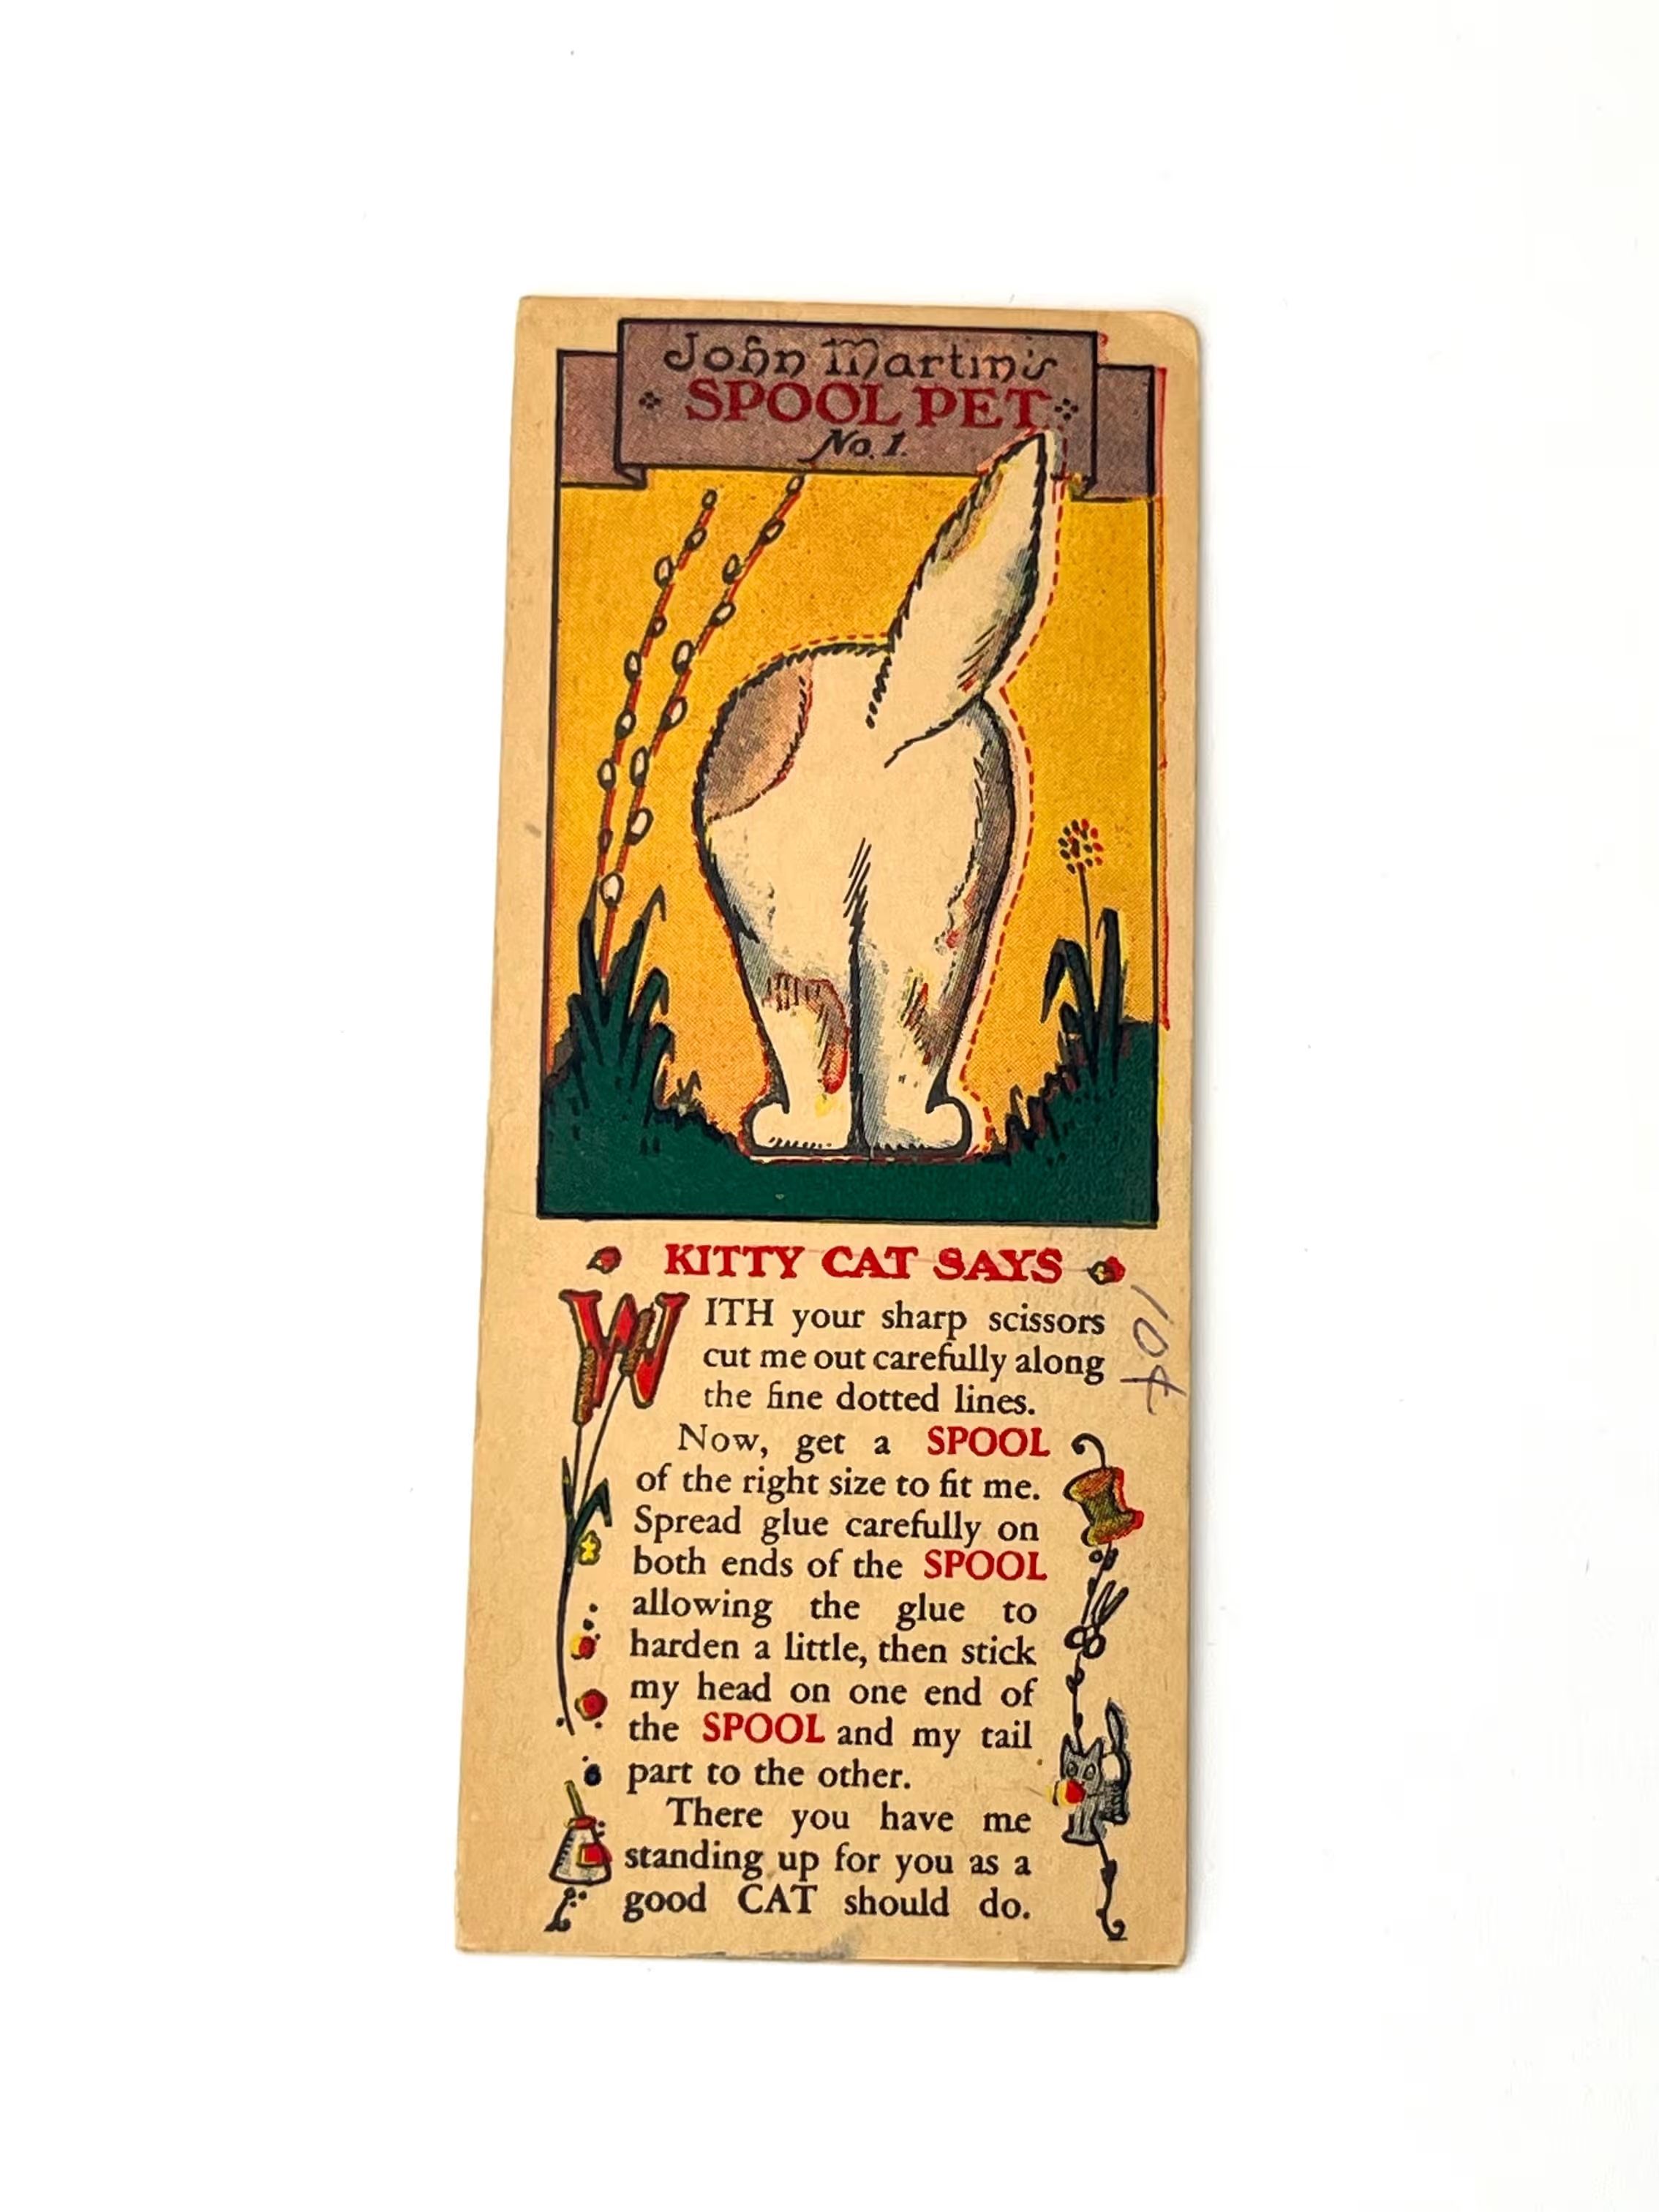 John Martin's
SPOOL PET
No. 1.
KITTY CAT SAYS
WITH your sharp scissors
cut me out carefully along
the fine dotted lines.
Now, get a SPOOL
of the right size to fit me.
Spread glue carefully on
both ends of the SPOOL
allowing the glue to
harden a little, then stick
my head on one end of
the SPOOL and my tail
part to the other.
There you have me
standing up for you as a
good CAT should do.
10¢